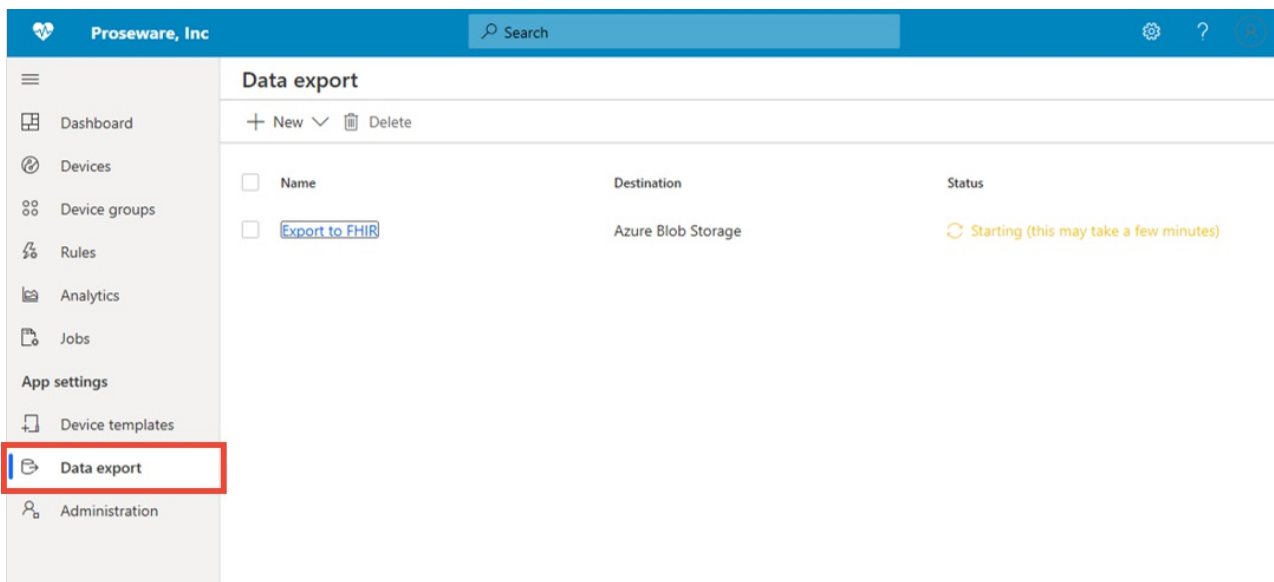 Proseware, Inc
Search
?
Data export
New
Delete
Dashboard
Devices
Device groups
Rules
Analytics
Jobs
App settings
Device templates
Data export
Administration
Name Destination Status
Export to FHIR Azure Blob Storage Starting (this may take a few minutes)